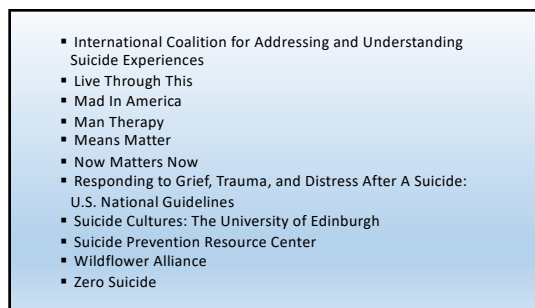 ▪ International Coalition for Addressing and Understanding
Suicide Experiences
▪ Live Through This
▪ Mad In America
▪ Man Therapy
▪ Means Matter
▪ Now Matters Now
▪ Responding to Grief, Trauma, and Distress After A Suicide:
U.S. National Guidelines
▪ Suicide Cultures: The University of Edinburgh
▪ Suicide Prevention Resource Center
▪ Wildflower Alliance
▪ Zero Suicide